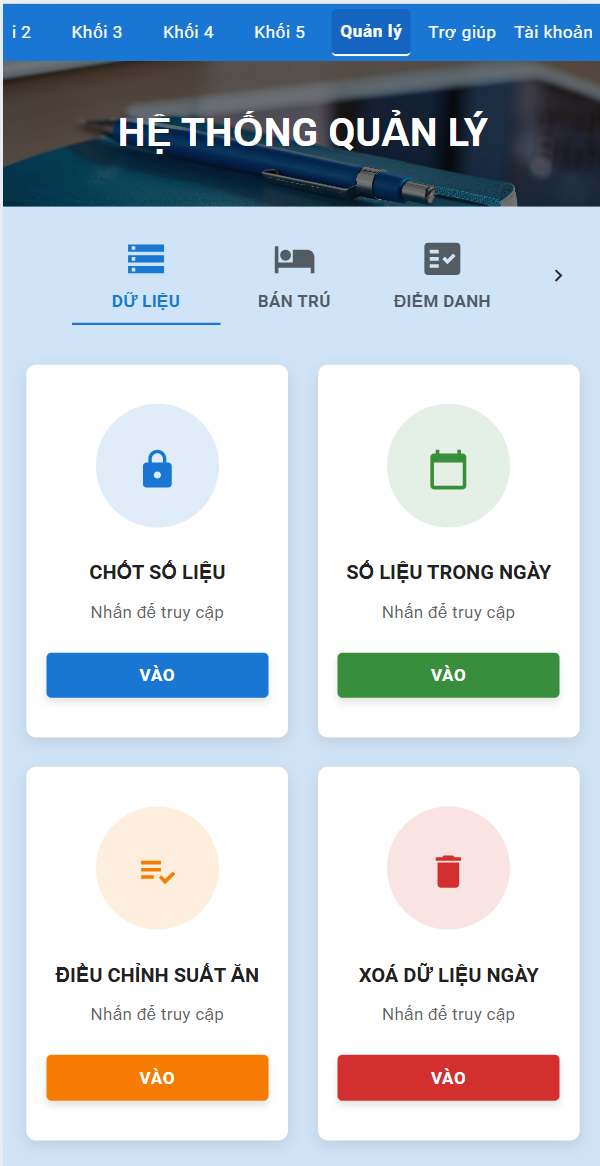 i 2 Khối 3 Khối 4 Khối 5 Quản lý Trợ giúp Tài khoản
HỆ THỐNG QUẢN LÝ
DỮ LIỆU BÁN TRÚ ĐIỂM DANH
CHỐT SỐ LIỆU
Nhấn để truy cập
VÀO
SỐ LIỆU TRONG NGÀY
Nhấn để truy cập
VÀO
ĐIỀU CHỈNH SUẤT ĂN
Nhấn để truy cập
VÀO
XOÁ DỮ LIỆU NGÀY
Nhấn để truy cập
VÀO